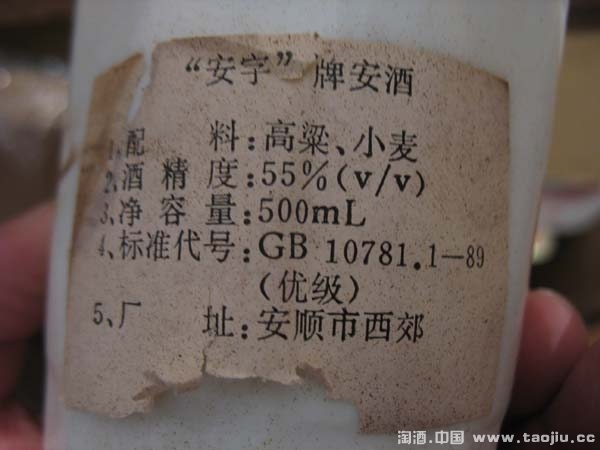 “安字”牌安酒
1、配 料:高粱、小麦
2、酒精度:55%(v/v)
3、净容量:500mL
4、标准代号:GB 10781.1—89
(优级)
5、厂 址:安顺市西郊
淘酒.中国 www.taojiu.cc